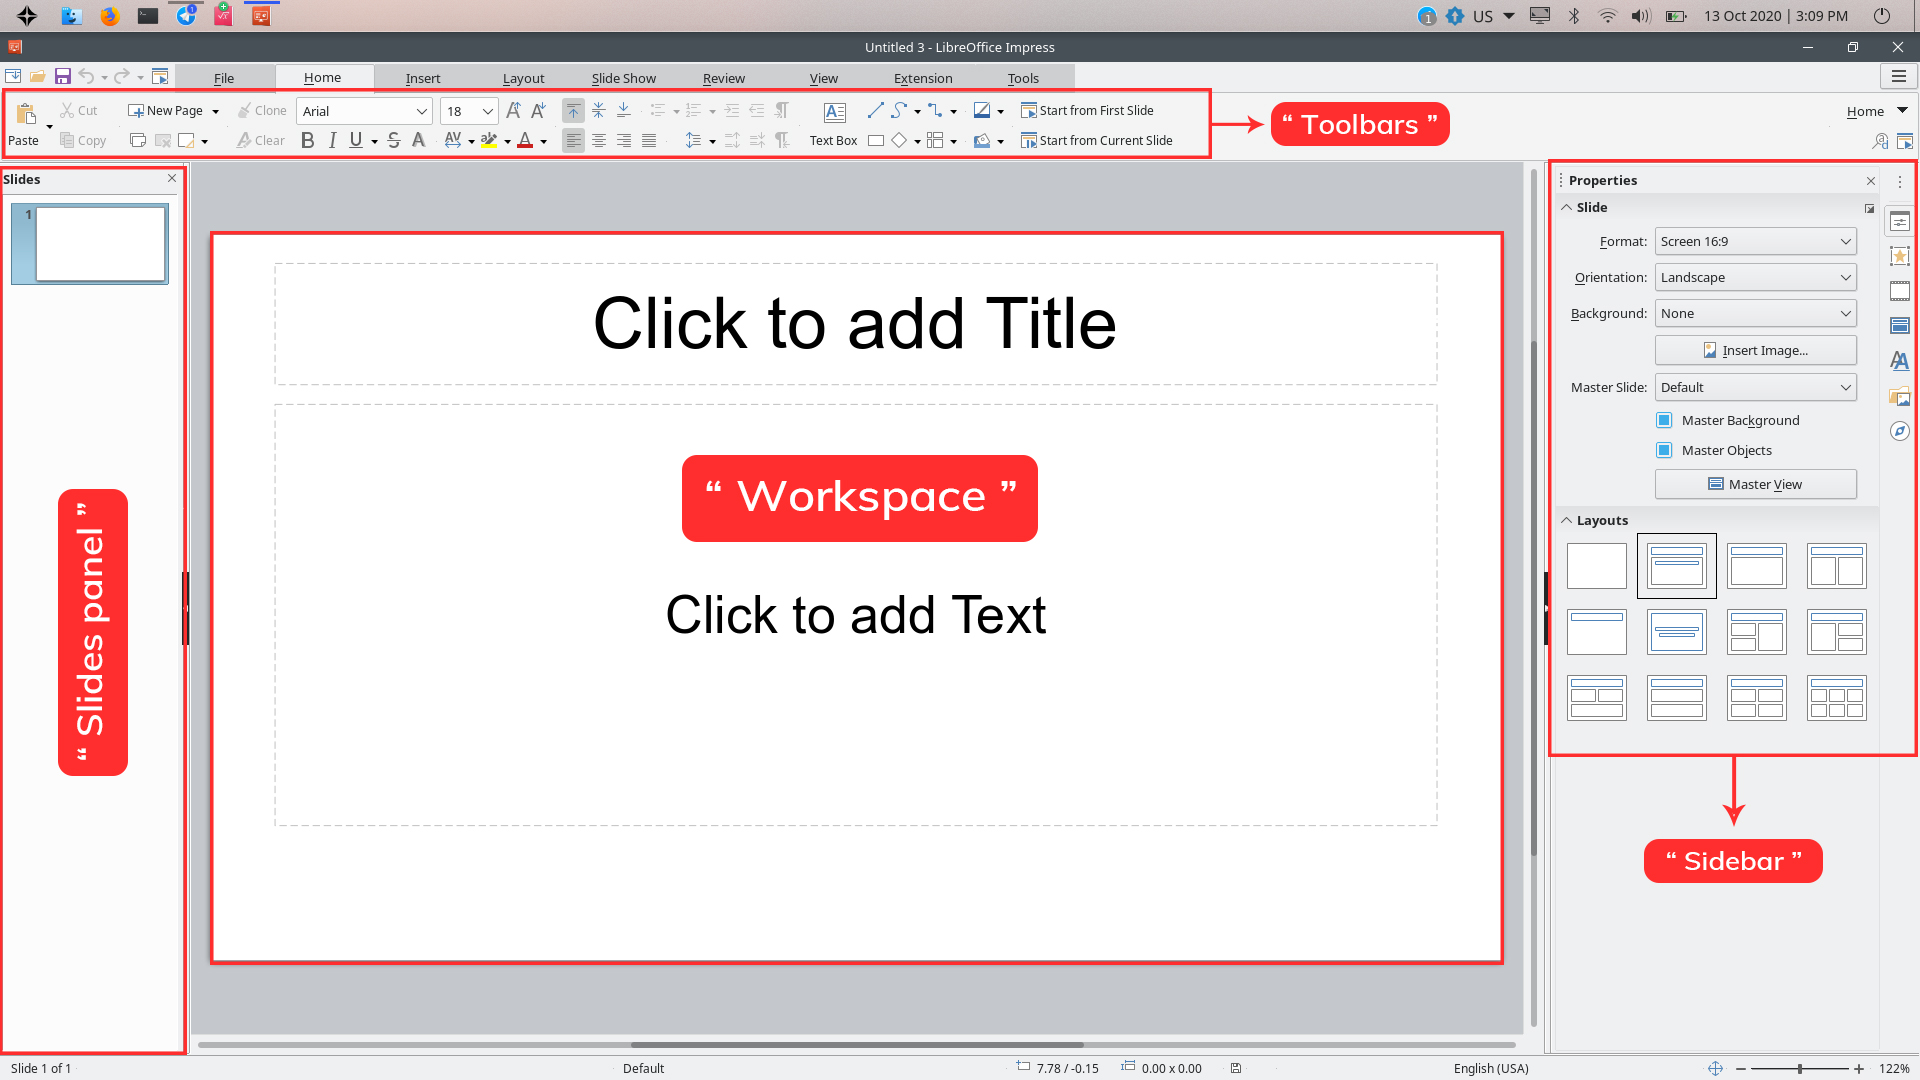 US
13 Oct 2020 | 3:09 PM
Untitled 3 - LibreOffice Impress
File
Home
Insert
Layout
Slide Show
Review
View
Extension
Tools
Paste
Cut
Copy
New Page
Clone
Clear
Arial
18
Text Box
Start from First Slide
Start from Current Slide
“ Toolbars ”
Home
Slides
1
“ Slides panel ”
Click to add Title
“ Workspace ”
Click to add Text
Properties
Slide
Format:
Screen 16:9
Orientation:
Landscape
Background:
None
Insert Image...
Master Slide:
Default
Master Background
Master Objects
Master View
Layouts
“ Sidebar ”
Slide 1 of 1
Default
7.78 / -0.15
0.00 x 0.00
English (USA)
122%